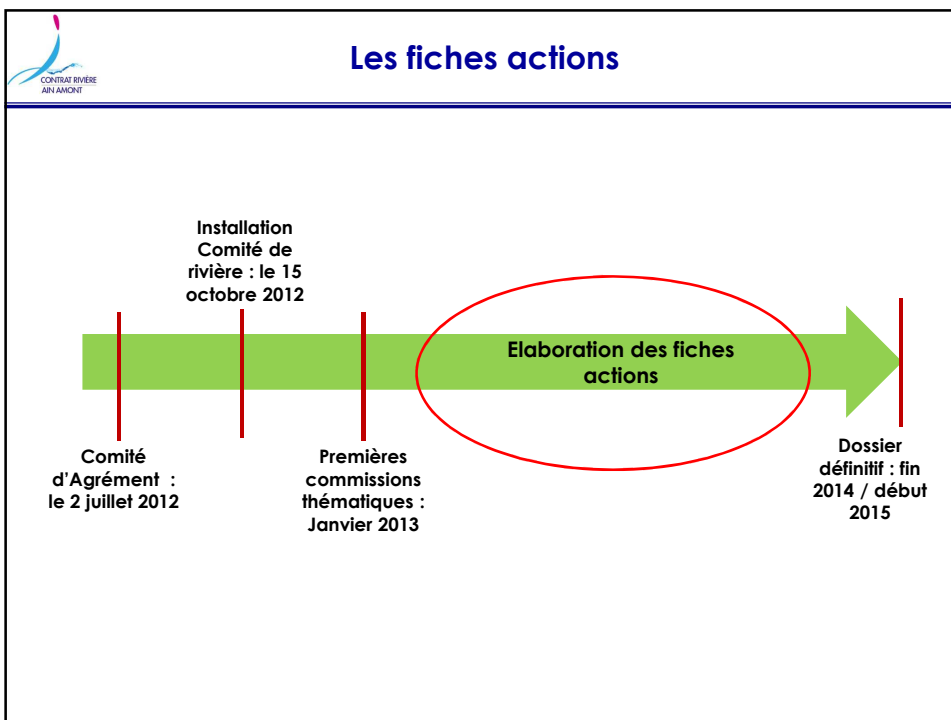 CONTRAT RIVIÈRE
AIN AMONT
Les fiches actions
Installation
Comité de
rivière : le 15
octobre 2012
Elaboration des fiches
actions
Comité
d'Agrément :
le 2 juillet 2012
Premières
commissions
thématiques :
Janvier 2013
Dossier
définitif : fin
2014 / début
2015